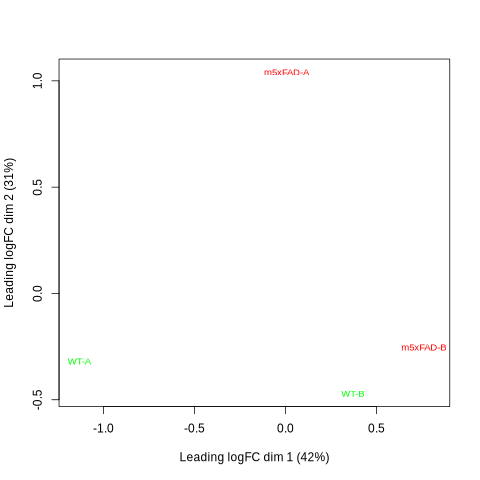 m5xFAD-A
1.0
0.5
0.0
-0.5
Leading logFC dim 2 (31%)
m5xFAD-B
WT-A
WT-B
-1.0 -0.5 0.0 0.5
Leading logFC dim 1 (42%)